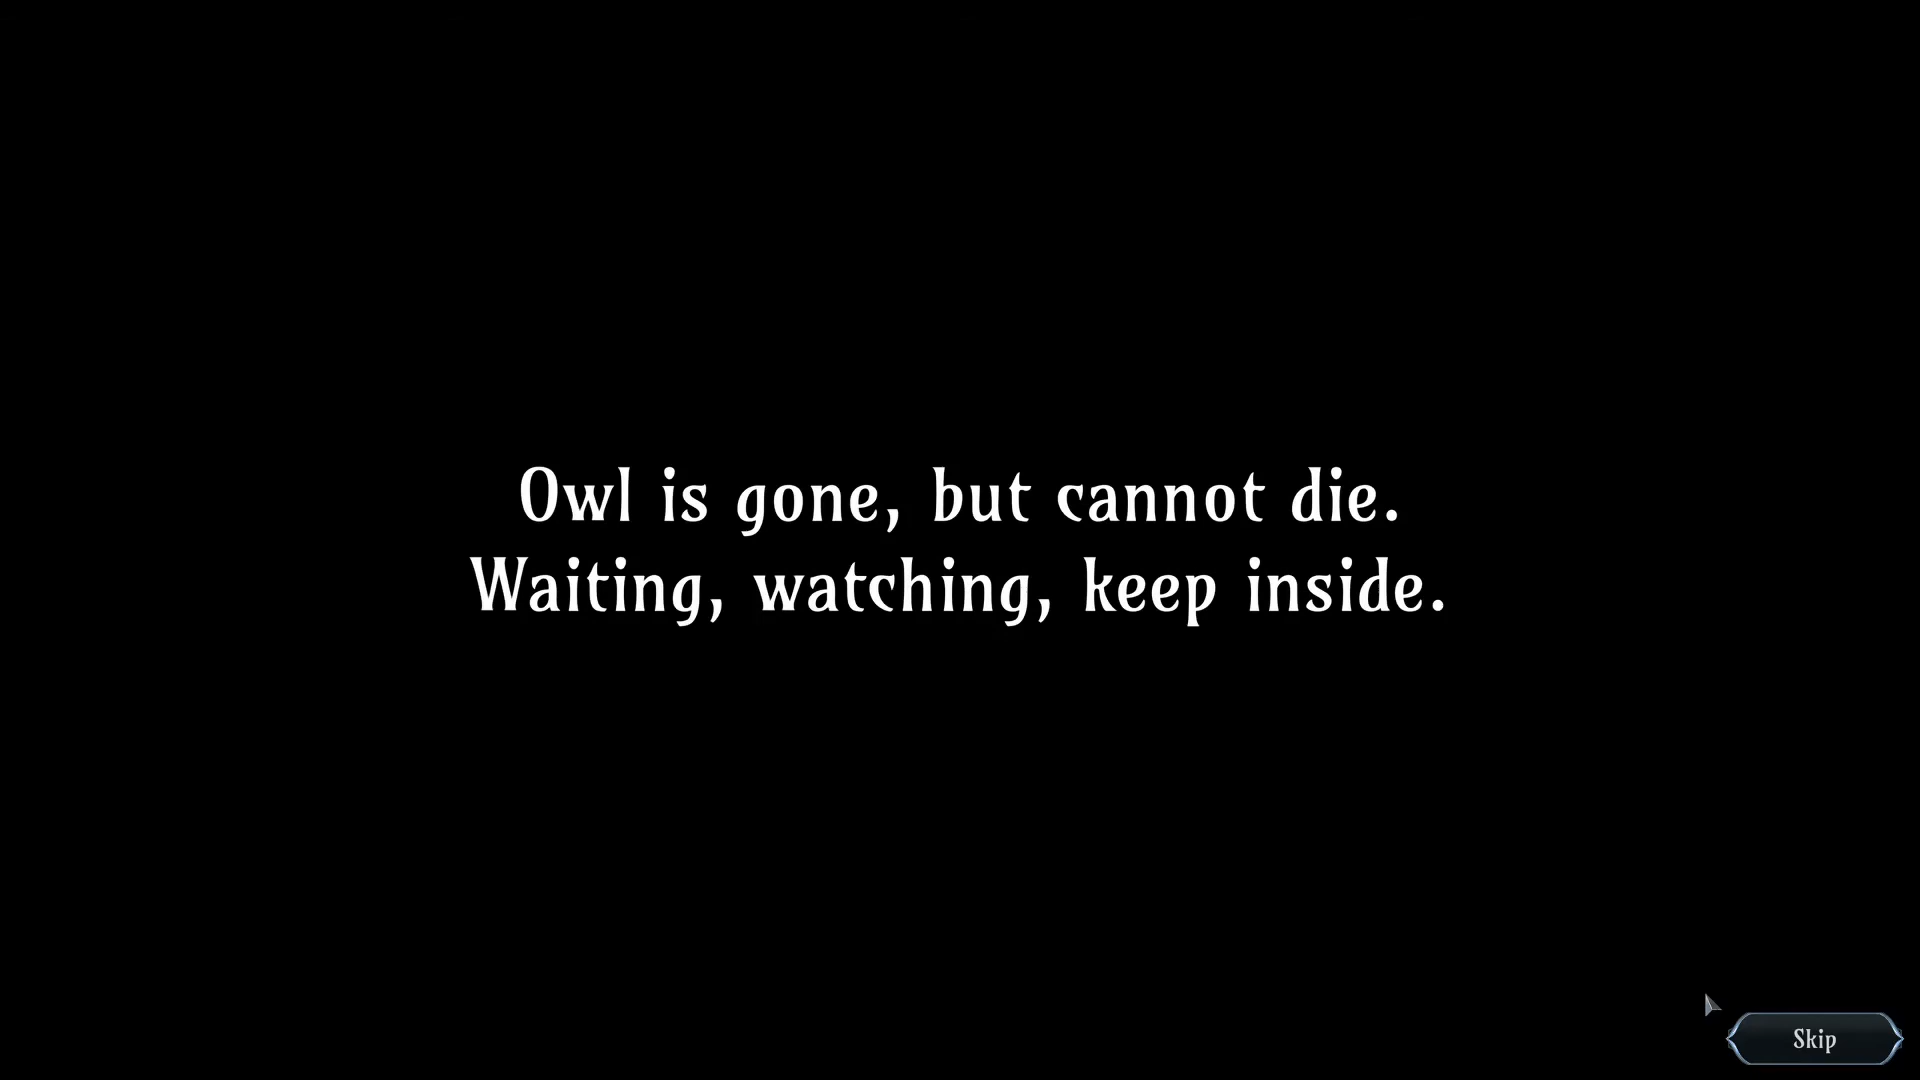 Owl is gone, but cannot die.
Waiting, watching, keep inside.
Skip